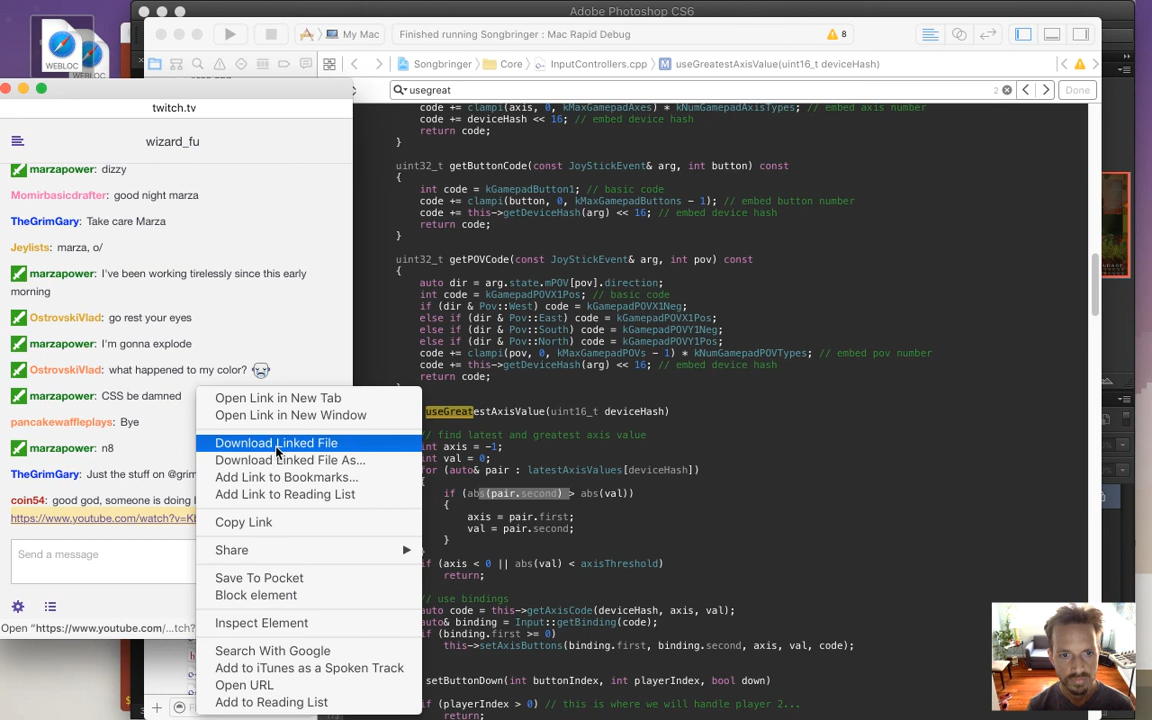 Adobe Photoshop CS6
My Mac
Finished running Songbringer : Mac Rapid Debug
8
WEBLOC
WEBLOC
Songbringer
Core
InputControllers.cpp
useGreatestAxisValue(uint16_t deviceHash)
usegreat
2
Done
twitch.tv
wizard_fu
marzapower: dizzy
Momirbasicdrafter: good night marza
TheGrimGary: Take care Marza
Jeylists: marza, o/
marzapower: I've been working tirelessly since this early
morning
OstrovskiVlad: go rest your eyes
marzapower: I'm gonna explode
OstrovskiVlad: what happened to my color?
marzapower: CSS be damned
pancakewaffleplays: Bye
marzapower: n8
TheGrimGary: Just the stuff on @grim
coin54: good god, someone is doing l
https://www.youtube.com/watch?v=K
Send a message
Open "https://www.youtube.com/...tch?
Open Link in New Tab
Open Link in New Window
Download Linked File
Download Linked File As...
Add Link to Bookmarks...
Add Link to Reading List
Copy Link
Share
Save To Pocket
Block element
Inspect Element
Search With Google
Add to iTunes as a Spoken Track
Open URL
Add to Reading List
code += clampi(axis, 0, kMaxGamepadAxes) * kNumGamepadAxisTypes; // embed axis number
code += deviceHash << 16; // embed device hash
return code;
}
uint32_t getButtonCode(const JoyStickEvent& arg, int button) const
{
int code = kGamepadButton1; // basic code
code += clampi(button, 0, kMaxGamepadButtons - 1); // embed button number
code += this->getDeviceHash(arg) << 16; // embed device hash
return code;
}
uint32_t getPOVCode(const JoyStickEvent& arg, int pov) const
{
auto dir = arg.state.mPOV[pov].direction;
int code = kGamepadPOVX1Pos; // basic code
if (dir & Pov::West) code = kGamepadPOVX1Neg;
else if (dir & Pov::East) code = kGamepadPOVX1Pos;
else if (dir & Pov::South) code = kGamepadPOVY1Neg;
else if (dir & Pov::North) code = kGamepadPOVY1Pos;
code += clampi(pov, 0, kMaxGamepadPOVs - 1) * kNumGamepadPOVTypes; // embed pov number
code += this->getDeviceHash(arg) << 16; // embed device hash
return code;
useGreatestAxisValue(uint16_t deviceHash)
// find latest and greatest axis value
int axis = -1;
int val = 0;
for (auto& pair : latestAxisValues[deviceHash])
{
if (abs(pair.second) > abs(val))
{
axis = pair.first;
val = pair.second;
}
}
if (axis < 0 || abs(val) < axisThreshold)
return;
// use bindings
auto code = this->getAxisCode(deviceHash, axis, val);
auto& binding = Input::getBinding(code);
if (binding.first >= 0)
this->setAxisButtons(binding.first, binding.second, axis, val, code);
setButtonDown(int buttonIndex, int playerIndex, bool down)
if (playerIndex > 0) // this is where we will handle player 2...
return;